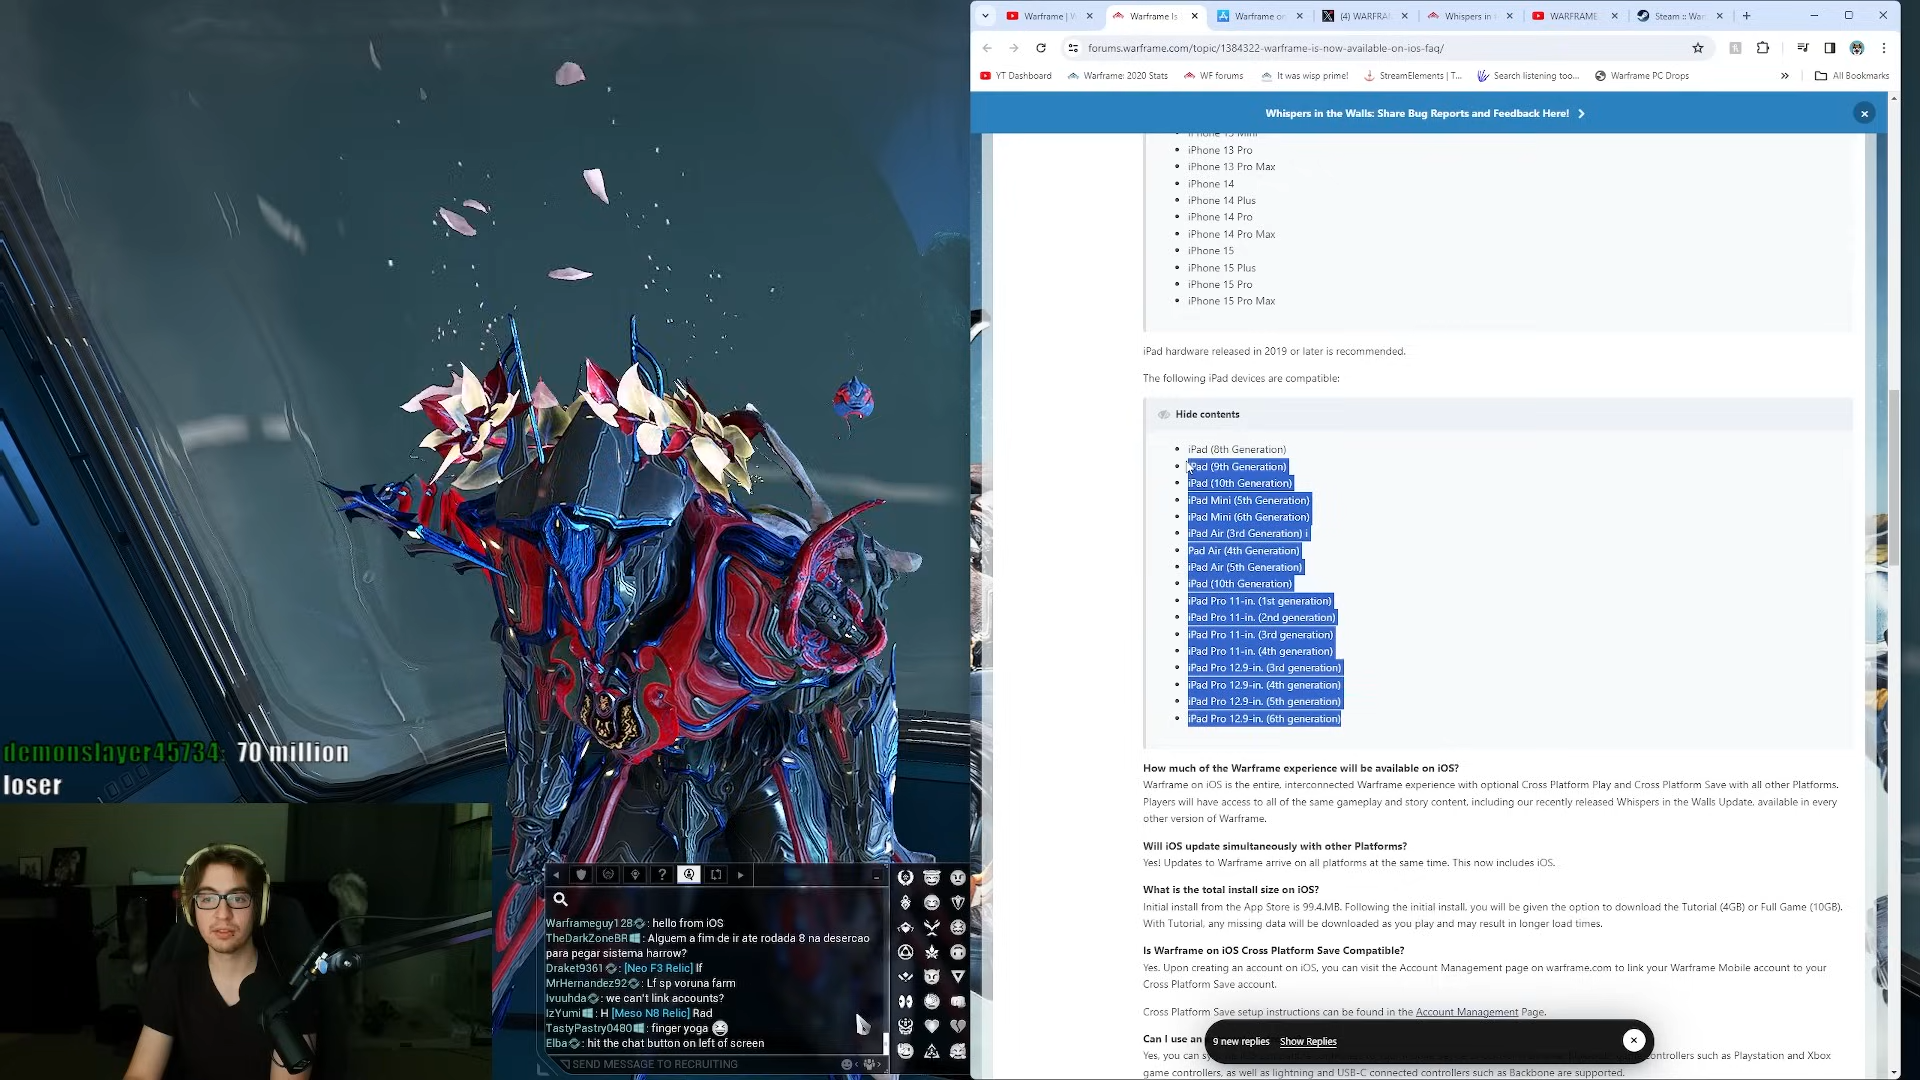 Warframe | W
Warframe Is
Warframe on
(4) WARFRA
Whispers in
WARFRAME
Steam :: War
forums.warframe.com/topic/1384322-warframe-is-now-available-on-ios-faq/
YT Dashboard
Warframe: 2020 Stats
WF forums
It was wisp prime!
StreamElements | T...
Search listening too...
Warframe PC Drops
»
All Bookmarks
Whispers in the Walls: Share Bug Reports and Feedback Here!
iPhone 13 Mini
iPhone 13 Pro
iPhone 13 Pro Max
iPhone 14
iPhone 14 Plus
iPhone 14 Pro
iPhone 14 Pro Max
iPhone 15
iPhone 15 Plus
iPhone 15 Pro
iPhone 15 Pro Max
iPad hardware released in 2019 or later is recommended.
The following iPad devices are compatible:
Hide contents
iPad (8th Generation)
iPad (9th Generation)
iPad (10th Generation)
iPad Mini (5th Generation)
iPad Mini (6th Generation)
iPad Air (3rd Generation) i
Pad Air (4th Generation)
iPad Air (5th Generation)
iPad (10th Generation)
iPad Pro 11-in. (1st generation)
iPad Pro 11-in. (2nd generation)
iPad Pro 11-in. (3rd generation)
iPad Pro 11-in. (4th generation)
iPad Pro 12.9-in. (3rd generation)
iPad Pro 12.9-in. (4th generation)
iPad Pro 12.9-in. (5th generation)
iPad Pro 12.9-in. (6th generation)
How much of the Warframe experience will be available on iOS?
Warframe on iOS is the entire, interconnected Warframe experience with optional Cross Platform Play and Cross Platform Save with all other Platforms.
Players will have access to all of the same gameplay and story content, including our recently released Whispers in the Walls Update, available in every
other version of Warframe.
Will iOS update simultaneously with other Platforms?
Yes! Updates to Warframe arrive on all platforms at the same time. This now includes iOS.
What is the total install size on iOS?
Initial install from the App Store is 99.4.MB. Following the initial install, you will be given the option to download the Tutorial (4GB) or Full Game (10GB).
With Tutorial, any missing data will be downloaded as you play and may result in longer load times.
Is Warframe on iOS Cross Platform Save Compatible?
Yes. Upon creating an account on iOS, you can visit the Account Management page on warframe.com to link your Warframe Mobile account to your
Cross Platform Save account.
Cross Platform Save setup instructions can be found in the Account Management Page.
Can I use an
Yes, you can
controllers such as Playstation and Xbox
game controllers, as well as lightning and USB-C connected controllers such as Backbone are supported.
9 new replies Show Replies
demonslayer45734: 70 million
loser
Warframeguy128: hello from iOS
TheDarkZoneBR: Alguem a fim de ir ate rodada 8 na desercao
para pegar sistema harrow?
Draket9361: [Neo F3 Relic] lf
MrHernandez92: Lf sp voruna farm
Ivuuhda: we can't link accounts?
IzYumi: H [Meso N8 Relic] Rad
TastyPastry0480: finger yoga
Elba: hit the chat button on left of screen
SEND MESSAGE TO RECRUITING